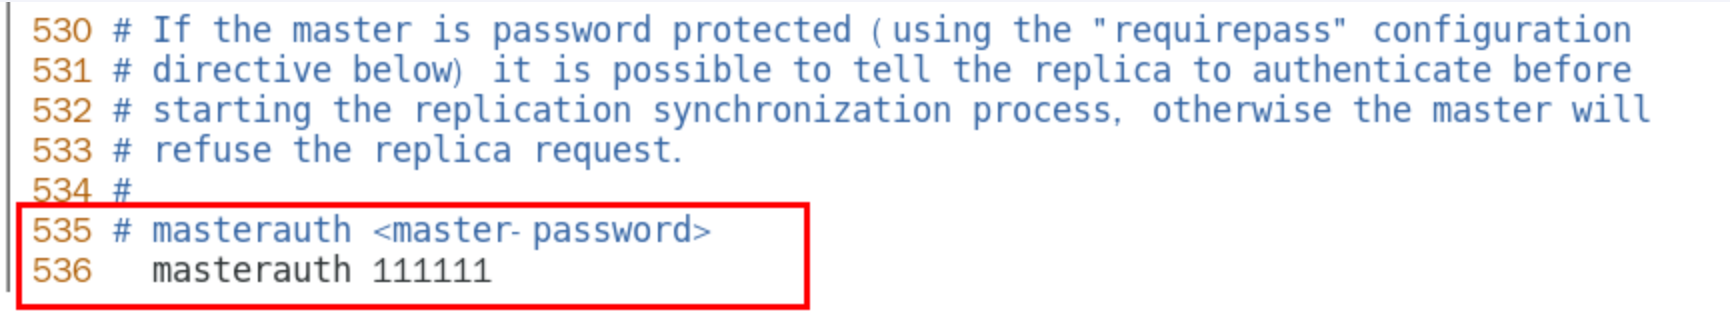 530 # If the master is password protected (using the "requirepass" configuration
531 # directive below) it is possible to tell the replica to authenticate before
532 # starting the replication synchronization process, otherwise the master will
533 # refuse the replica request.
534 #
535 # masterauth <master-password>
536   masterauth 111111